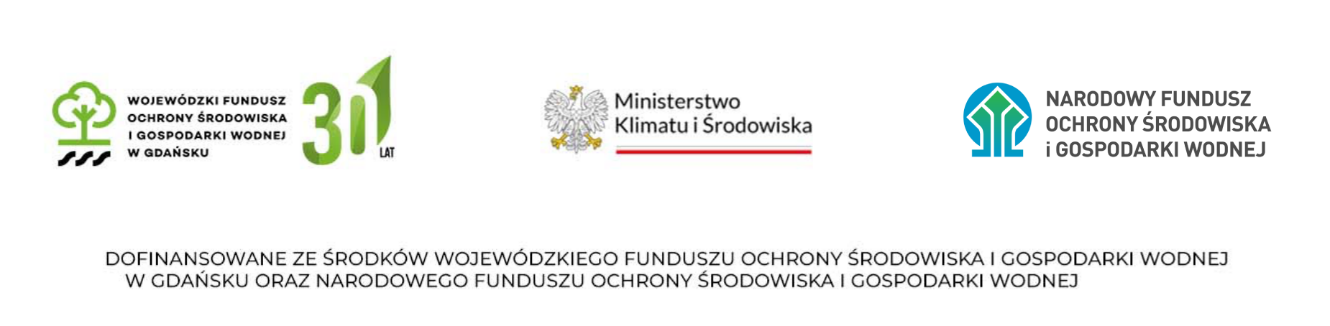 WOJEWÓDZKI FUNDUSZ
OCHRONY ŚRODOWISKA
I GOSPODARKI WODNEJ
W GDAŃSKU
30
LAT
Ministerstwo
Klimatu i Środowiska
NARODOWY FUNDUSZ
OCHRONY ŚRODOWISKA
i GOSPODARKI WODNEJ
DOFINANSOWANE ZE ŚRODKÓW WOJEWÓDZKIEGO FUNDUSZU OCHRONY ŚRODOWISKA I GOSPODARKI WODNEJ
W GDAŃSKU ORAZ NARODOWEGO FUNDUSZU OCHRONY ŚRODOWISKA I GOSPODARKI WODNEJ